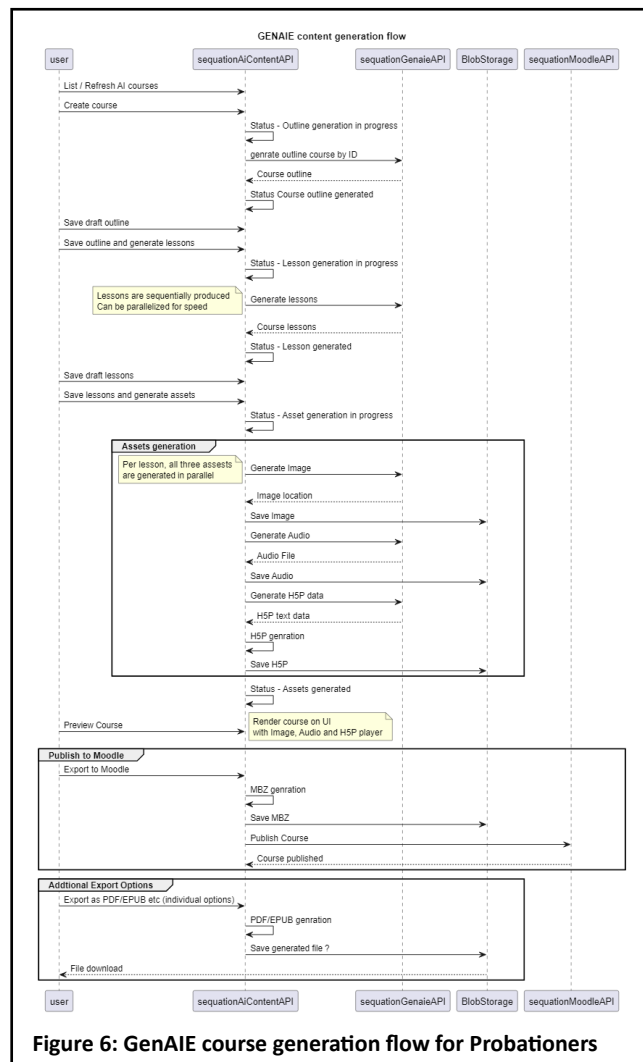 GENAIE content generation flow
user sequationAiContentAPI sequationGenaieAPI BlobStorage sequationMoodleAPI
List / Refresh AI courses
Create course
Status - Outline generation in progress
genrate outline course by ID
Course outline
Status Course outline generated
Save draft outline
Save outline and generate lessons
Status - Lesson generation in progress
Lessons are sequentially produced
Can be parallelized for speed
Generate lessons
Course lessons
Status - Lesson generated
Save draft lessons
Save lessons and generate assets
Status - Asset generation in progress
Assets generation
Per lesson, all three assests
are generated in parallel
Generate Image
Image location
Save Image
Generate Audio
Audio File
Save Audio
Generate H5P data
H5P text data
H5P genration
Save H5P
Status - Assets generated
Preview Course
Render course on UI
with Image, Audio and H5P player
Publish to Moodle
Export to Moodle
MBZ genration
Save MBZ
Publish Course
Course published
Addtional Export Options
Export as PDF/EPUB etc (individual options)
PDF/EPUB genration
Save generated file ?
File download
user sequationAiContentAPI sequationGenaieAPI BlobStorage sequationMoodleAPI
Figure 6: GenAIE course generation flow for Probationers